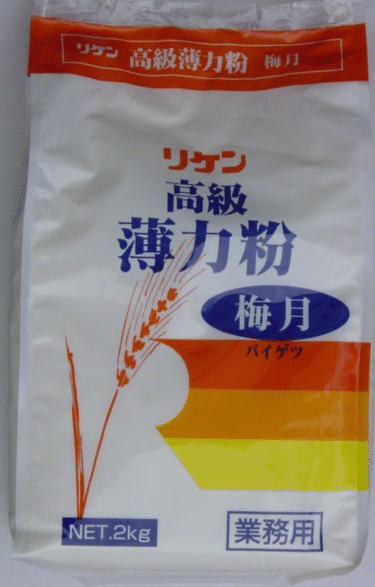 リケン 高級薄力粉 梅月
リケン
高級
薄力粉
梅月
バイゲツ
NET.2kg
業務用